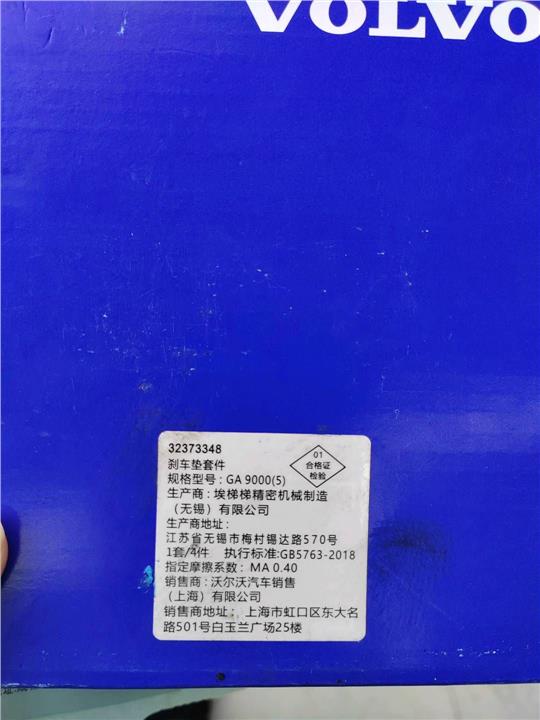 VOLVO
32373348
刹车垫套件
规格型号：GA 9000(5)
01
合格证
检验
生产商：埃梯梯精密机械制造
（无锡）有限公司
生产商地址：
江苏省无锡市梅村锡达路570号
1套/4件 执行标准:GB5763-2018
指定摩擦系数：MA 0.40
销售商：沃尔沃汽车销售
（上海）有限公司
销售商地址：上海市虹口区东大名
路501号白玉兰广场25楼